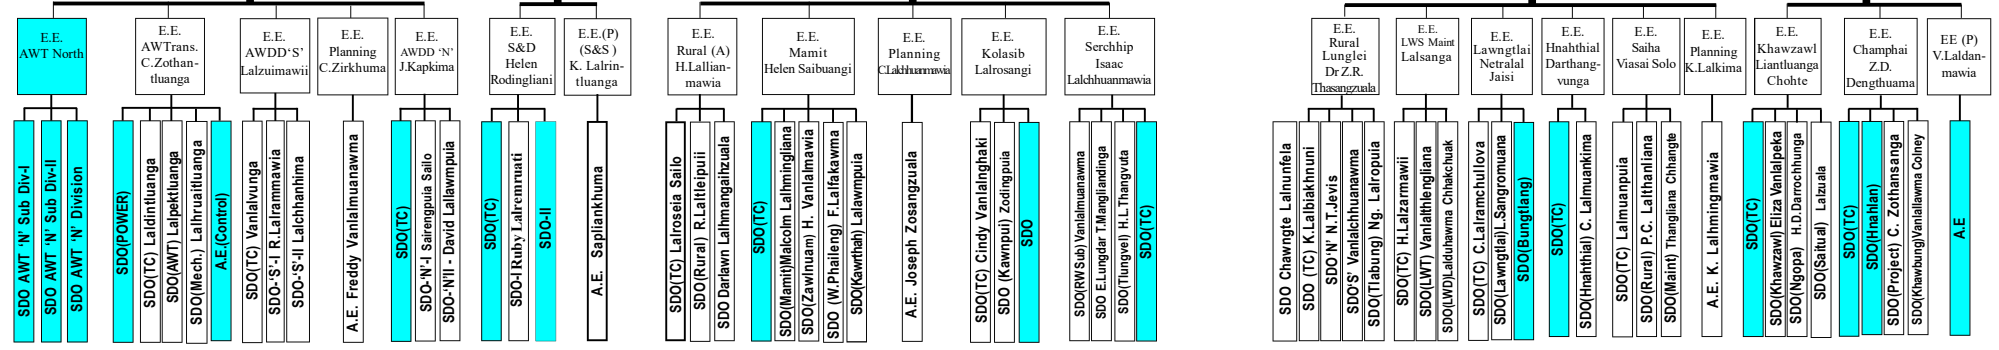 E.E.
AWT North
SDO AWT 'N' Sub Div-I
SDO AWT 'N' Sub Div-II
SDO AWT 'N' Division
E.E.
AWTrans.
C.Zothan-
tluanga
SDO(POWER)
SDO(TC) Laldintluanga
SDO(AWT) Lalpektluanga
SDO(Mech.) Lalhruaitluanga
A.E.(Control)
E.E.
AWDD'S'
Lalzuimawii
SDO(TC) Vanlalvunga
SDO-'S'-I R.Lalranmawia
SDO-'S'-II Lalchhanhima
E.E.
Planning
C.Zirkhuma
A.E. Freddy Vanlalmuanawma
E.E.
AWDD 'N'
J.Kapkima
SDO(TC)
SDO-'N'-I Sairengpuia Sailo
SDO-'N'II - David Lallawmpuia
E.E.
S&D
Helen
Rodingliani
SDO(TC)
SDO-I Ruby Lalremruati
SDO-II
E.E.(P)
(S&S )
K. Lalrin-
tluanga
A.E. Sapliankhuma
E.E.
Rural (A)
H.Lallian-
mawia
SDO(TC) Lalroseia Sailo
SDO(Rural) R.Laltleipuii
SDO Darlawn Lalhmangaihzuala
E.E.
Mamit
Helen Saibuangi
SDO(TC)
SDO(Mamit)Malcolm Lalhmingliana
SDO(Zawlnuam) H. Vanlalmawia
SDO (W.Phaileng) F.Lalfakawma
SDO(Kawrthah) Lalawmpuia
E.E.
Planning
C.Lalchhuanmawia
A.E. Joseph Zosangzuala
E.E.
Kolasib
Lalrosangi
SDO(TC) Cindy Vanlalnghaki
SDO (Kawnpui) Zodingpuia
SDO
E.E.
Serchhip
Isaac
Lalchhuanmawia
SDO(RW Sub) Vanlalmuanawma
SDO E.Lungdar T.Mangliandinga
SDO(Thingvel) H.L.Thangvuta
SDO(TC)
E.E.
Rural
Lunglei
Dr Z.R.
Thasangzuala
SDO Chawngte Lalnunfela
SDO (TC) K.Lalbiakhnuni
SDO'N' N.T.Jevis
SDO'S' Vanlalchhuanawma
SDO(Tlabung) Ng. Lalropuia
E.E.
LWS Maint
Lalsanga
SDO(TC) H.Lalzarmawii
SDO(LWT) Vanlalthlengliana
SDO(LWD)Lalduhawma Chhakchuak
E.E.
Lawngtlai
Netralal
Jaisi
SDO(TC) C.Lalramchullova
SDO(Lawngtlai)L.Sangromuana
SDO(Bungtlang)
E.E.
Hnahthial
Darthang-
vunga
SDO(TC)
SDO(Hnahthial) C. Lalmuankima
E.E.
Saiha
Viasai Solo
SDO(TC) Lalmuanpuia
SDO(Rural) P.C. Laithanliana
SDO(Maint) Thangliana Chhangte
E.E.
Planning
K.Lalkima
A.E. K. Lalhmingmawia
E.E.
Khawzawl
Liantluanga
Chohte
SDO(TC)
SDO(Khawzawl) Eliza Vanlalpeka
SDO(Ngopa) H.D.Darrochhunga
SDO(Saitual) Lalzuala
E.E.
Champhai
Z.D.
Dengthuama
SDO(TC)
SDO(Hnahlan)
SDO(Project) C. Zothansanga
SDO(Khawbung)Vanlallawma Colney
EE (P)
V.Laldan-
mawia
A.E